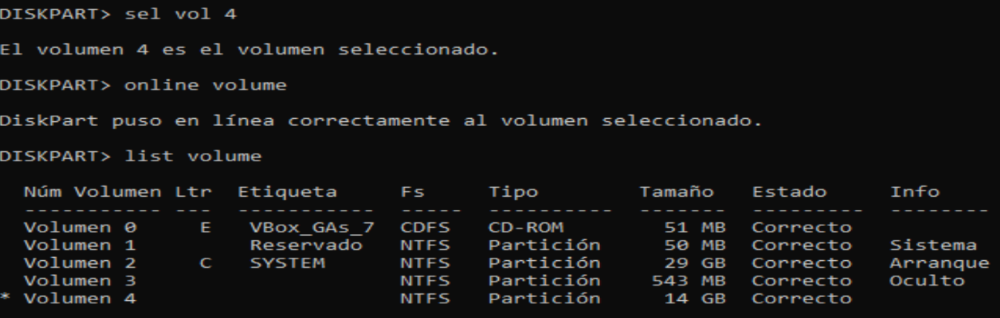 DISKPART> sel vol 4
El volumen 4 es el volumen seleccionado.
DISKPART> online volume
DiskPart puso en línea correctamente al volumen seleccionado.
DISKPART> list volume
Núm Volumen Ltr  Etiqueta     Fs     Tipo        Tamaño   Estado     Info
----------- ---  -----------  -----  ----------  -------  ---------  --------
Volumen 0     E   VBox_GAs_7  CDFS   CD-ROM        51 MB  Correcto
Volumen 1         Reservado   NTFS   Partición     50 MB  Correcto   Sistema
Volumen 2     C   SYSTEM      NTFS   Partición     29 GB  Correcto   Arranque
Volumen 3                     NTFS   Partición    543 MB  Correcto   Oculto
* Volumen 4                     NTFS   Partición     14 GB  Correcto